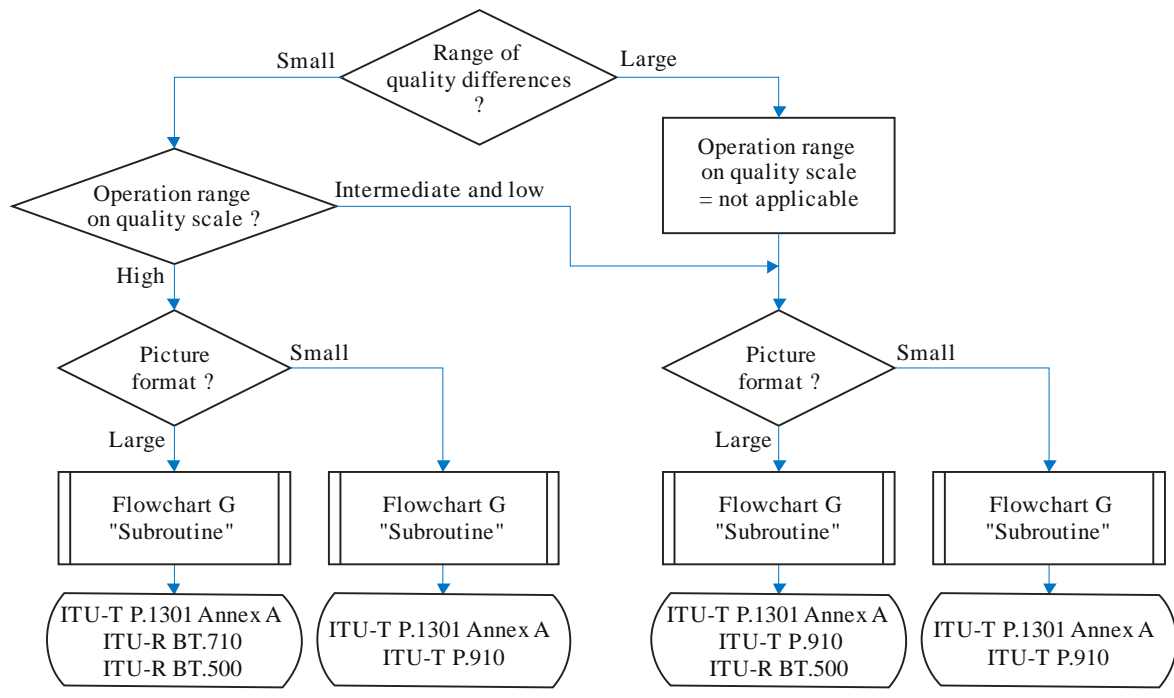 Range of
quality differences
?
Small
Large
Operation range
on quality scale
= not applicable
Operation range
on quality scale ?
Intermediate and low
High
Picture
format ?
Small
Large
Picture
format ?
Small
Large
Flowchart G
"Subroutine"
Flowchart G
"Subroutine"
Flowchart G
"Subroutine"
Flowchart G
"Subroutine"
ITU-T P.1301 Annex A
ITU-R BT.710
ITU-R BT.500
ITU-T P.1301 Annex A
ITU-T P.910
ITU-T P.1301 Annex A
ITU-T P.910
ITU-R BT.500
ITU-T P.1301 Annex A
ITU-T P.910